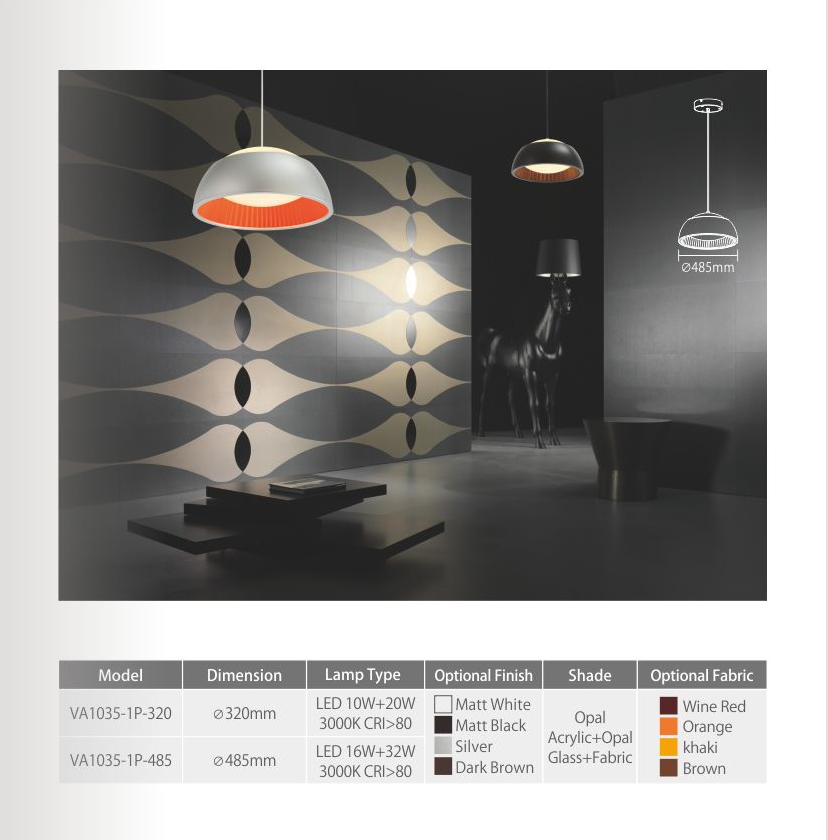 ⌀485mm
Model Dimension Lamp Type Optional Finish Shade Optional Fabric
VA1035-1P-320 ⌀320mm LED 10W+20W
3000K CRI>80
VA1035-1P-485 ⌀485mm LED 16W+32W
3000K CRI>80
Matt White
Matt Black
Silver
Dark Brown
Opal
Acrylic+Opal
Glass+Fabric
Wine Red
Orange
khaki
Brown